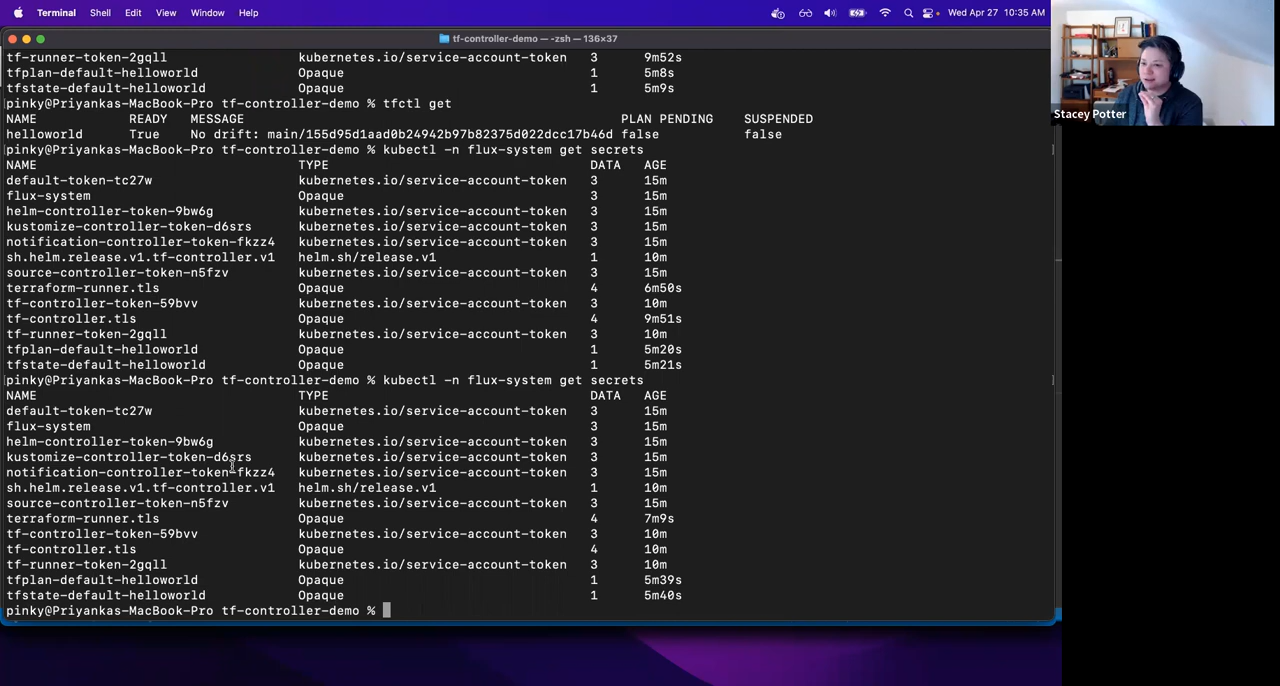 Terminal Shell Edit View Window Help Wed Apr 27 10:35 AM
tf-controller-demo — -zsh — 136×37
tf-runner-token-2gqll kubernetes.io/service-account-token 3 9m52s
tfplan-default-helloworld Opaque 1 5m8s
tfstate-default-helloworld Opaque 1 5m9s
pinky@Priyankas-MacBook-Pro tf-controller-demo % tfctl get
NAME READY MESSAGE PLAN PENDING SUSPENDED
helloworld True No drift: main/155d95d1aad0b24942b97b82375d022dcc17b46d false false
pinky@Priyankas-MacBook-Pro tf-controller-demo % kubectl -n flux-system get secrets
NAME TYPE DATA AGE
default-token-tc27w kubernetes.io/service-account-token 3 15m
flux-system Opaque 3 15m
helm-controller-token-9bw6g kubernetes.io/service-account-token 3 15m
kustomize-controller-token-d6srs kubernetes.io/service-account-token 3 15m
notification-controller-token-fkzz4 kubernetes.io/service-account-token 3 15m
sh.helm.release.v1.tf-controller.v1 helm.sh/release.v1 1 10m
source-controller-token-n5fzv kubernetes.io/service-account-token 3 15m
terraform-runner.tls Opaque 4 6m50s
tf-controller-token-59bvv kubernetes.io/service-account-token 3 10m
tf-controller.tls Opaque 4 9m51s
tf-runner-token-2gqll kubernetes.io/service-account-token 3 10m
tfplan-default-helloworld Opaque 1 5m20s
tfstate-default-helloworld Opaque 1 5m21s
pinky@Priyankas-MacBook-Pro tf-controller-demo % kubectl -n flux-system get secrets
NAME TYPE DATA AGE
default-token-tc27w kubernetes.io/service-account-token 3 15m
flux-system Opaque 3 15m
helm-controller-token-9bw6g kubernetes.io/service-account-token 3 15m
kustomize-controller-token-d6srs kubernetes.io/service-account-token 3 15m
notification-controller-token-fkzz4 kubernetes.io/service-account-token 3 15m
sh.helm.release.v1.tf-controller.v1 helm.sh/release.v1 1 10m
source-controller-token-n5fzv kubernetes.io/service-account-token 3 15m
terraform-runner.tls Opaque 4 7m9s
tf-controller-token-59bvv kubernetes.io/service-account-token 3 10m
tf-controller.tls Opaque 4 10m
tf-runner-token-2gqll kubernetes.io/service-account-token 3 10m
tfplan-default-helloworld Opaque 1 5m39s
tfstate-default-helloworld Opaque 1 5m40s
pinky@Priyankas-MacBook-Pro tf-controller-demo %
Stacey Potter